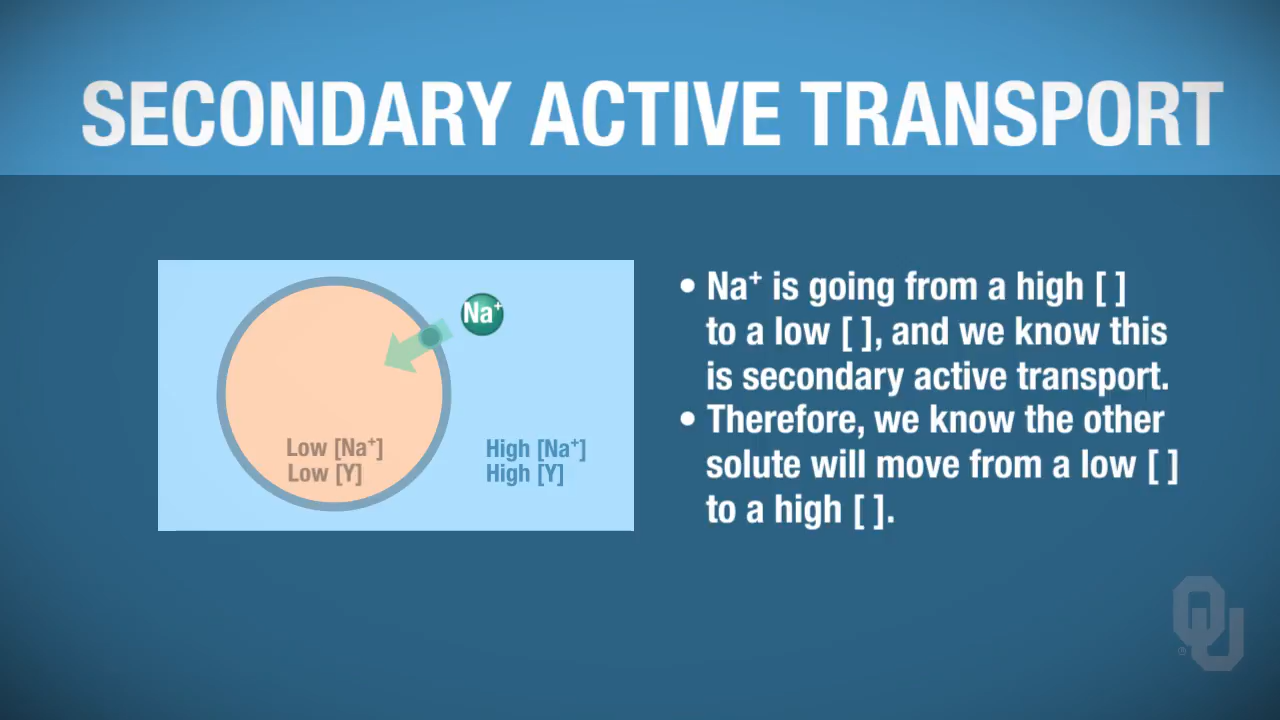 SECONDARY ACTIVE TRANSPORT
Na⁺
Low [Na⁺]
Low [Y]
High [Na⁺]
High [Y]
• Na⁺ is going from a high [ ]
to a low [ ], and we know this
is secondary active transport.
• Therefore, we know the other
solute will move from a low [ ]
to a high [ ].
OU
®